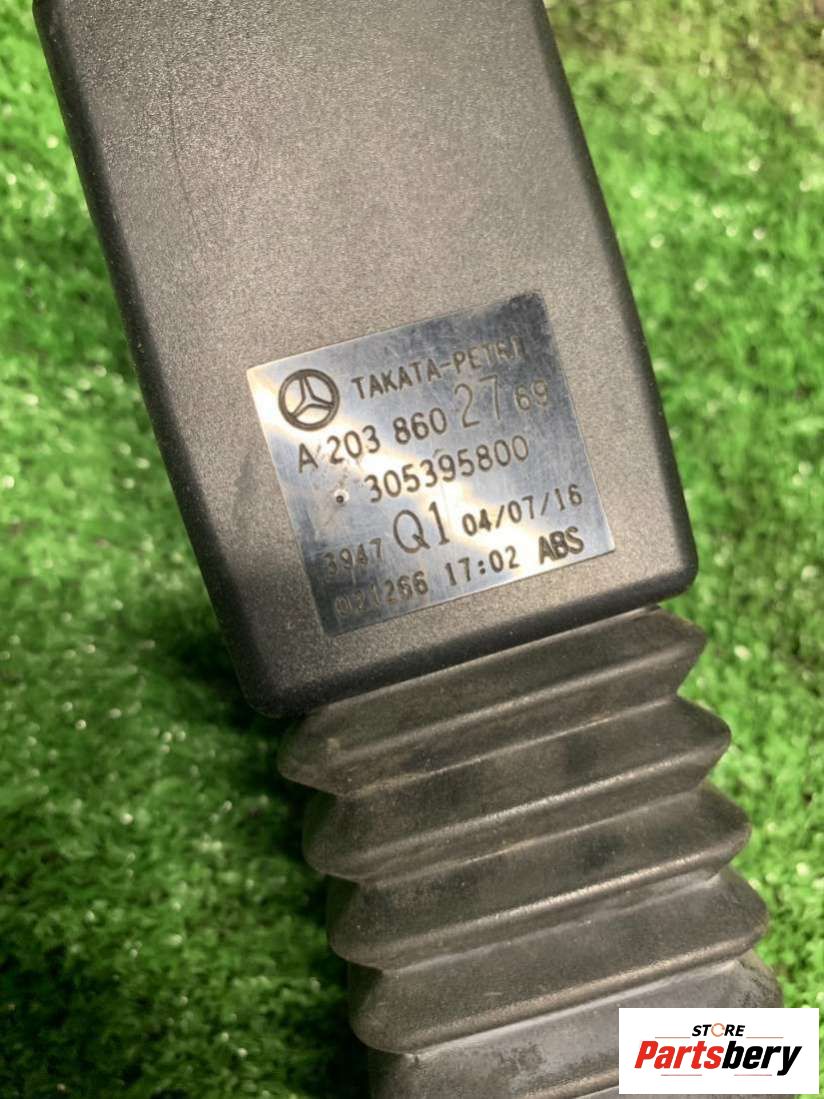 TAKATA-PETRI
A 203 860 27 69
305395800
3947 Q1 04/07/16
021266 17:02 ABS
STORE
Partsbery